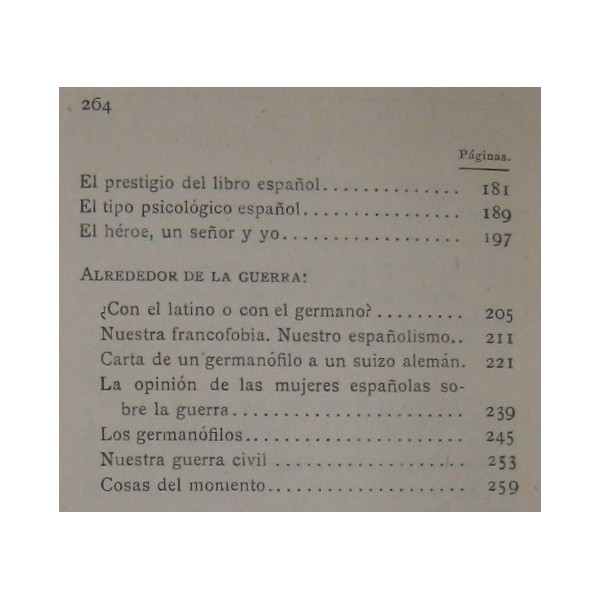 264
Páginas.
El prestigio del libro español.............. 181
El tipo psicológico español................ 189
El héroe, un señor y yo.................. 197
ALREDEDOR DE LA GUERRA:
¿Con el latino o con el germano?......... 205
Nuestra francofobia. Nuestro españolismo.. 211
Carta de un germanófilo a un suizo alemán. 221
La opinión de las mujeres españolas so-
bre la guerra....................... 239
Los germanófilos...................... 245
Nuestra guerra civil.................... 253
Cosas del momento.................... 259